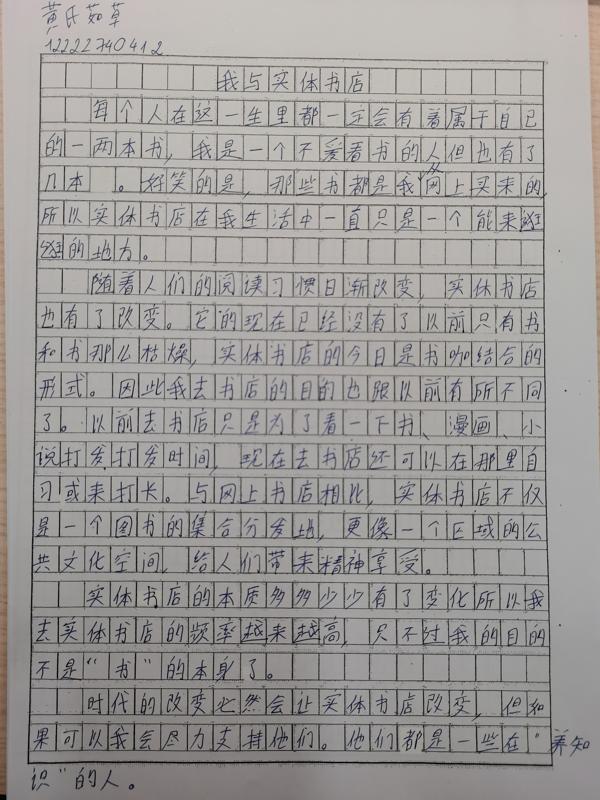 黄氏茹草
12222740412
我与实体书店
每个人在这一生里都一定会有着属于自己
的一两本书，我是一个不爱看书的人但也有了
几本。好笑的是，那些书都是我从网上买来的，
所以实体书店在我生活中一直只是一个能来逛
逛的地方。
随着人们的阅读习惯日渐改变，实体书店
也有了改变。它的现在已经没有了以前只有书
和书那么枯燥，实体书店的今日是书咖结合的
形式。因此我去书店的目的也跟以前有所不同
了。以前去书店只是为了看一下书、漫画、小
说打发打发时间，现在去书店还可以在那里自
习或来打卡。与网上书店相比，实体书店不仅
是一个图书的集合分发地，更像一个区域的公
共文化空间，给人们带来精神享受。
实体书店的本质多多少少有了变化所以我
去实体书店的频率越来越高，只不过我的目的
不是“书”的本身了。
时代的改变必然会让实体书店改变，但如
果可以我会尽力支持他们。他们都是一些在“养知
识”的人。